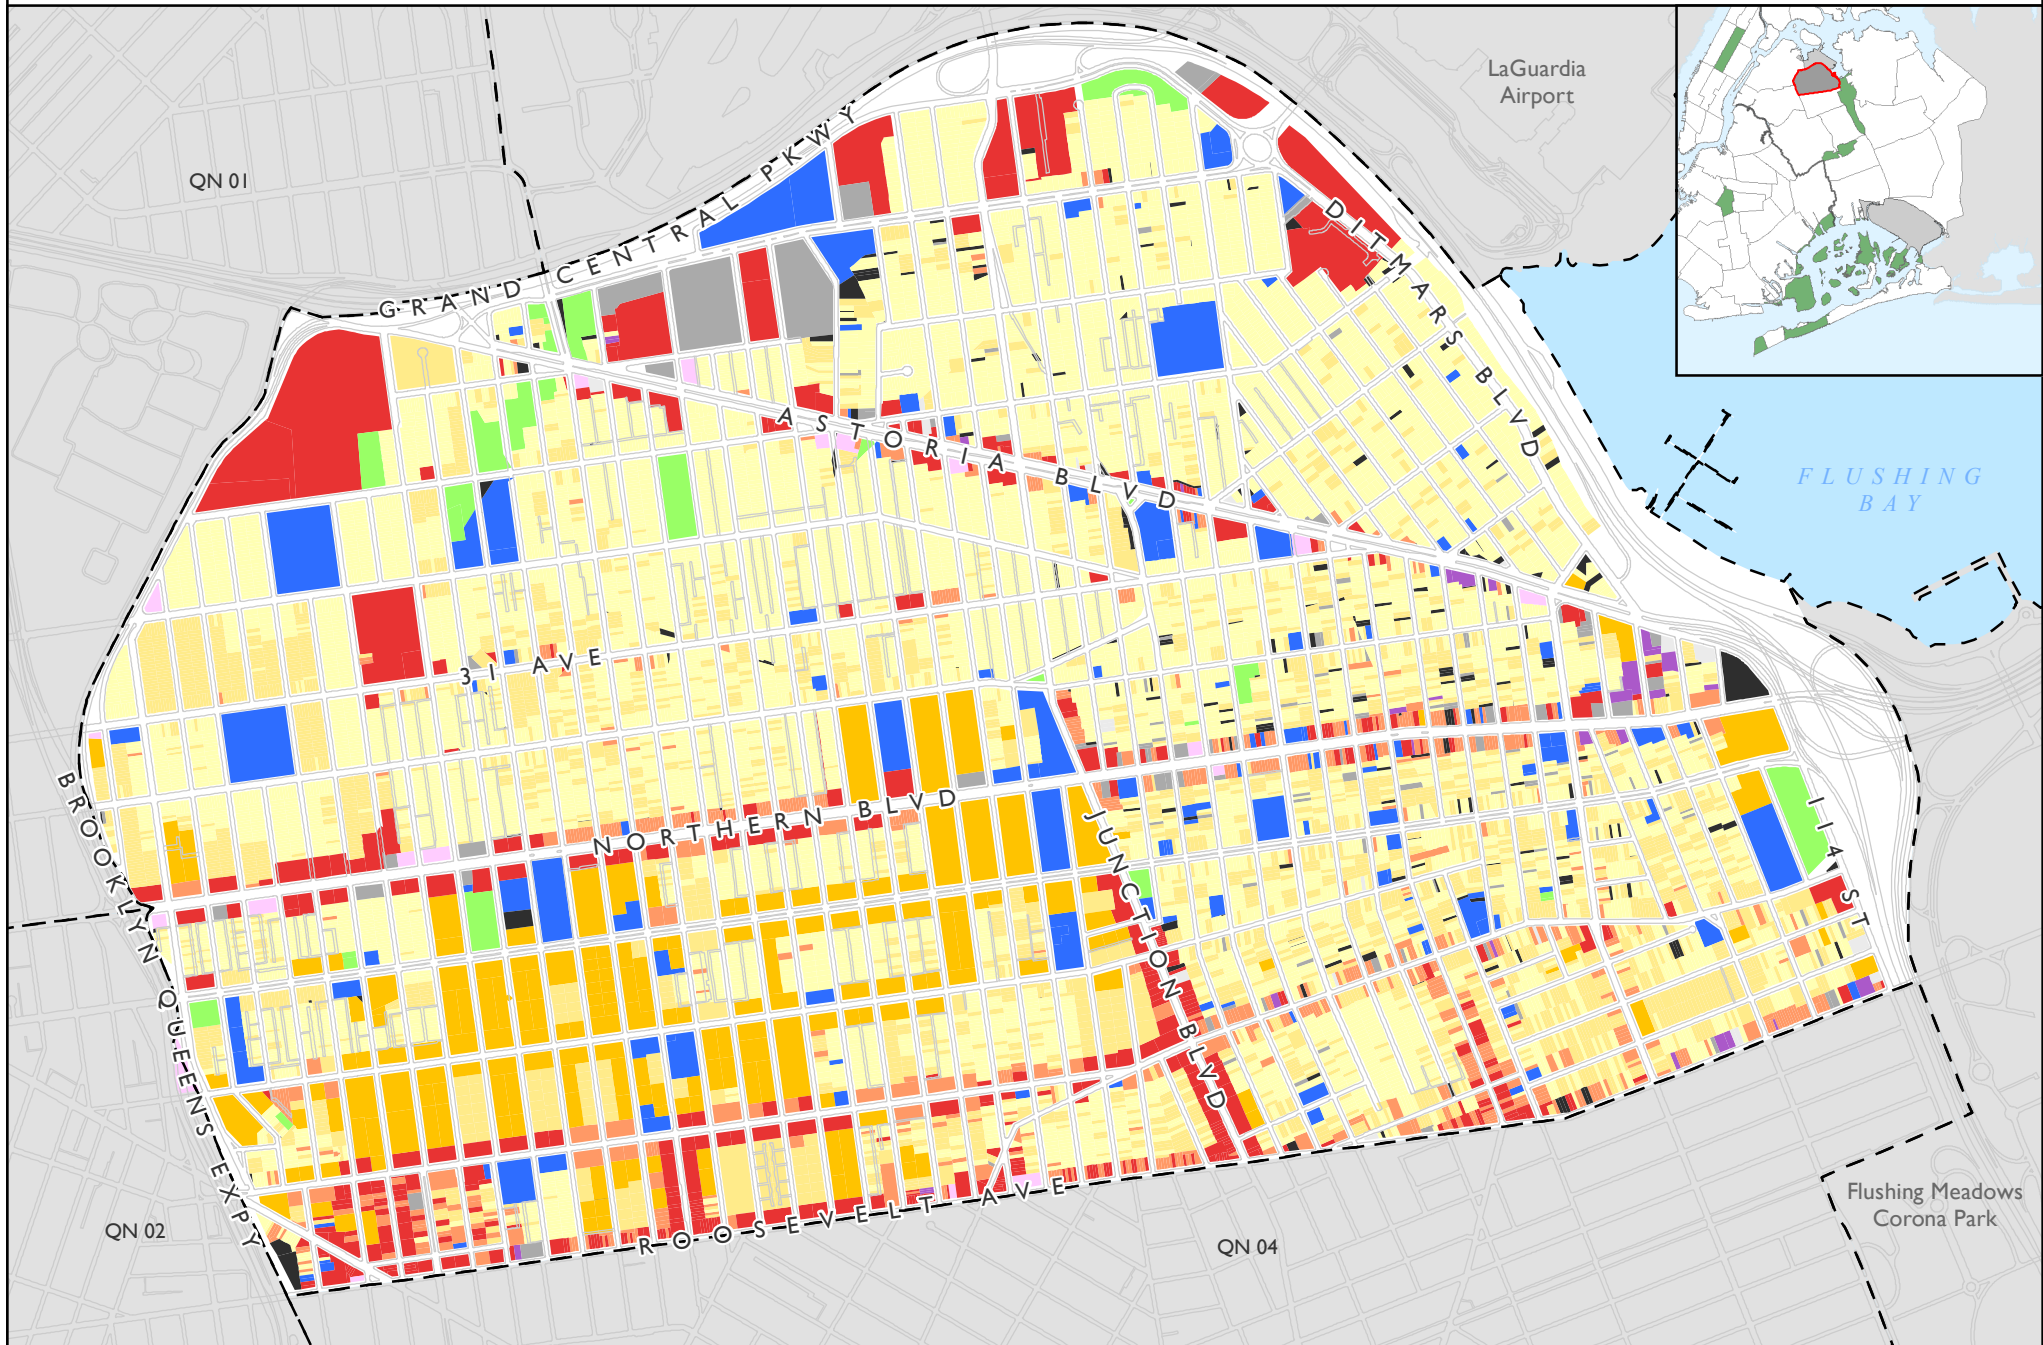 LaGuardia
Airport
QN 01
GRAND CENTRAL PKWY
DITMARS BLVD
ASTORIA BLVD
FLUSHING
BAY
31 AVE
NORTHERN BLVD
JUNCTION BLVD
114 ST
BROOKLYN QUEENS EXPY
ROOSEVELT AVE
QN 02
QN 04
Flushing Meadows
Corona Park